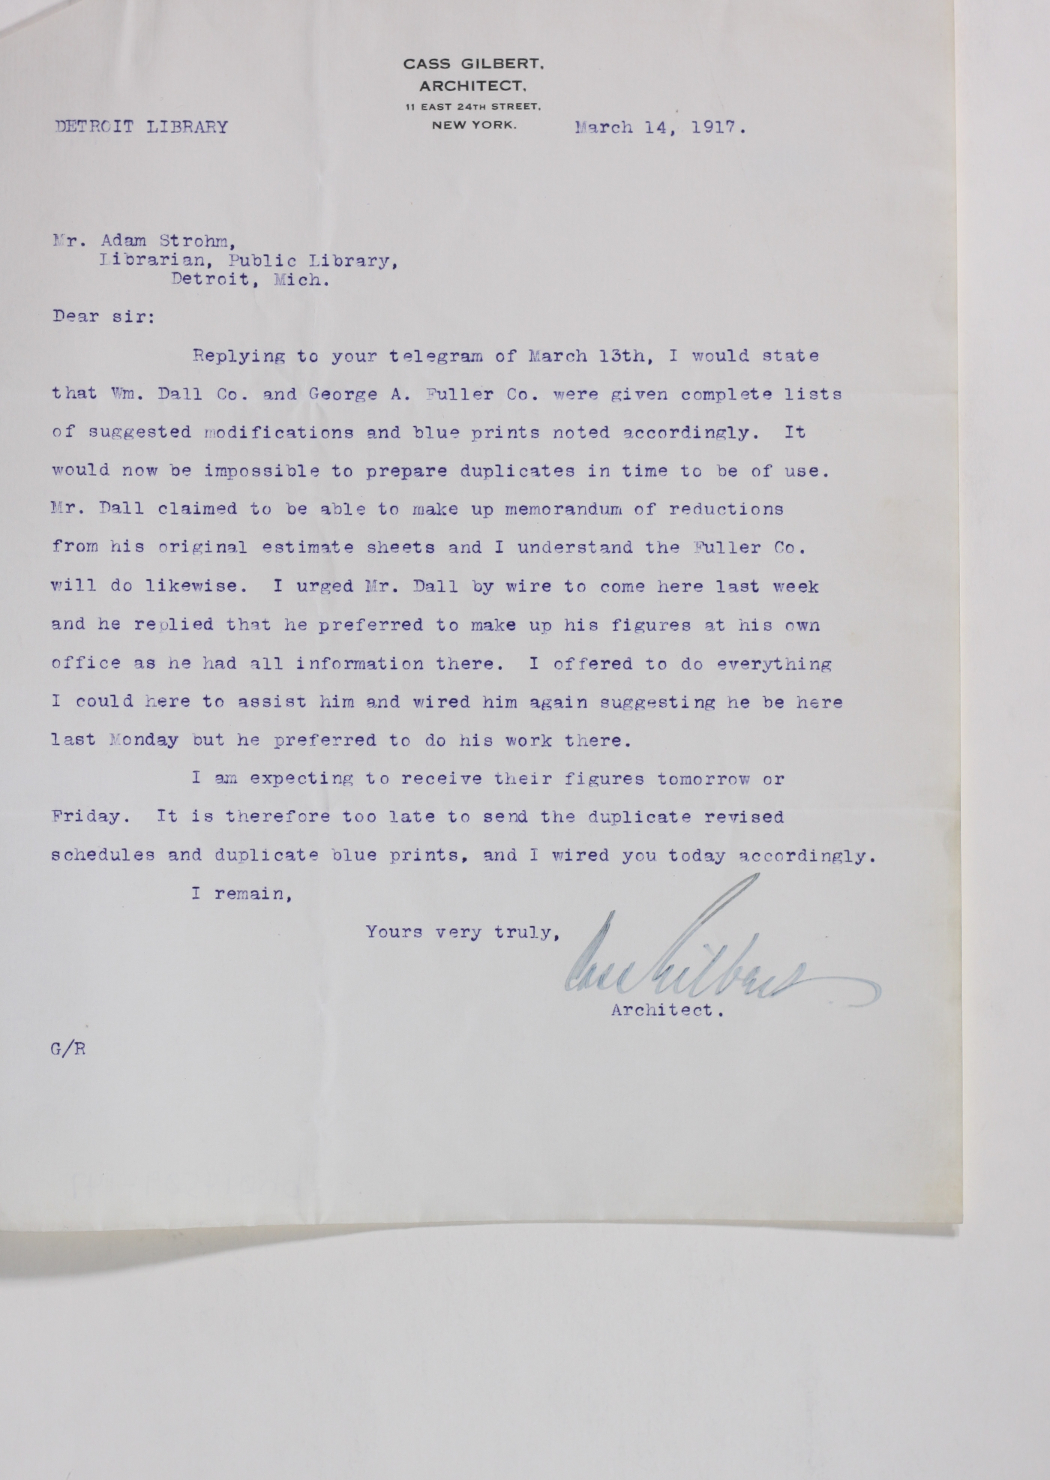 CASS GILBERT,
ARCHITECT,
11 EAST 24TH STREET,
NEW YORK.
DETROIT LIBRARY
March 14, 1917.
Mr. Adam Strohm,
Librarian, Public Library,
Detroit, Mich.
Dear sir:
Replying to your telegram of March 13th, I would state
that Wm. Dall Co. and George A. Fuller Co. were given complete lists
of suggested modifications and blue prints noted accordingly. It
would now be impossible to prepare duplicates in time to be of use.
Mr. Dall claimed to be able to make up memorandum of reductions
from his original estimate sheets and I understand the Fuller Co.
will do likewise. I urged Mr. Dall by wire to come here last week
and he replied that he preferred to make up his figures at his own
office as he had all information there. I offered to do everything
I could here to assist him and wired him again suggesting he be here
last Monday but he preferred to do his work there.
I am expecting to receive their figures tomorrow or
Friday. It is therefore too late to send the duplicate revised
schedules and duplicate blue prints, and I wired you today accordingly.
I remain,
Yours very truly,
Cass Gilbert
Architect.
G/R